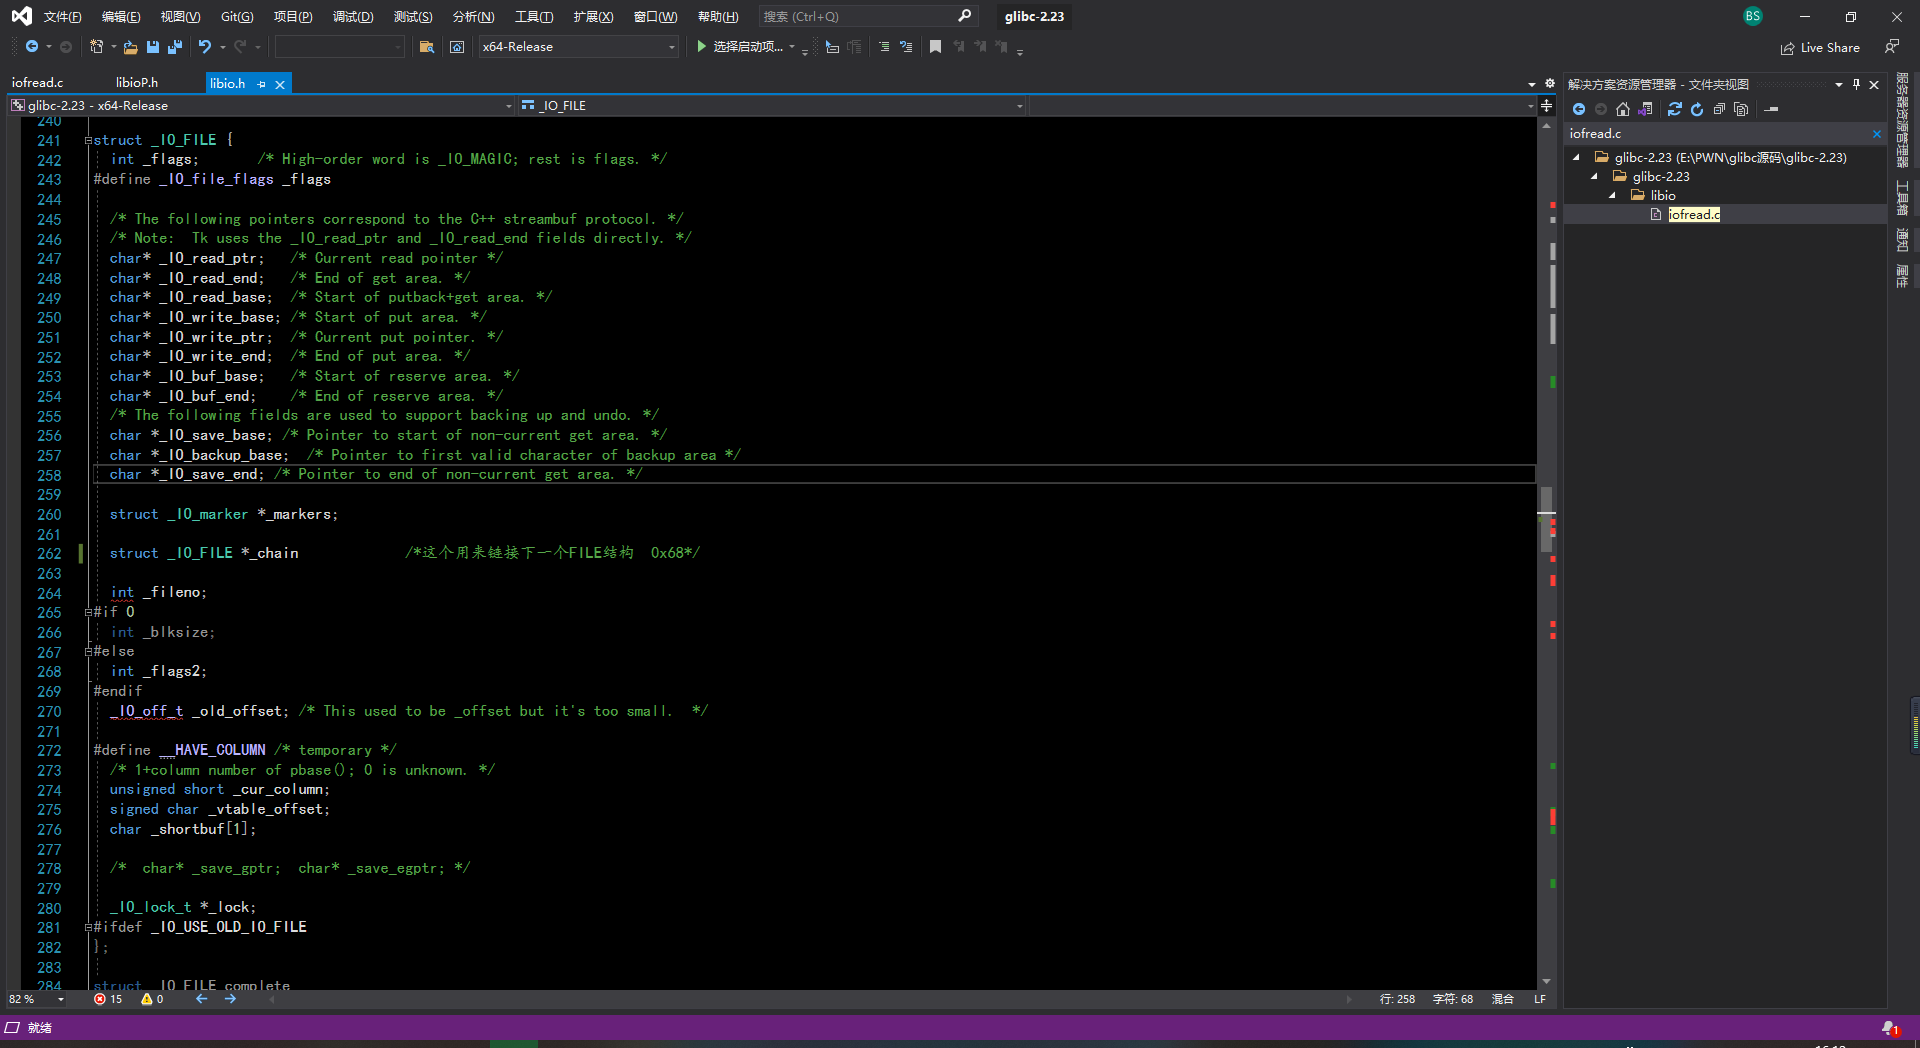 文件(F) 编辑(E) 视图(V) Git(G) 项目(P) 调试(D) 测试(S) 分析(N) 工具(T) 扩展(X) 窗口(W) 帮助(H) 搜索 (Ctrl+Q) glibc-2.23 BS
x64-Release 选择启动项... Live Share
iofread.c libioP.h libio.h
glibc-2.23 - x64-Release _IO_FILE
240
241 struct _IO_FILE {
242 int _flags; /* High-order word is _IO_MAGIC; rest is flags. */
243 #define _IO_file_flags _flags
244
245 /* The following pointers correspond to the C++ streambuf protocol. */
246 /* Note:  Tk uses the _IO_read_ptr and _IO_read_end fields directly. */
247 char* _IO_read_ptr; /* Current read pointer */
248 char* _IO_read_end; /* End of get area. */
249 char* _IO_read_base; /* Start of putback+get area. */
250 char* _IO_write_base; /* Start of put area. */
251 char* _IO_write_ptr; /* Current put pointer. */
252 char* _IO_write_end; /* End of put area. */
253 char* _IO_buf_base; /* Start of reserve area. */
254 char* _IO_buf_end; /* End of reserve area. */
255 /* The following fields are used to support backing up and undo. */
256 char *_IO_save_base; /* Pointer to start of non-current get area. */
257 char *_IO_backup_base;  /* Pointer to first valid character of backup area */
258 char *_IO_save_end; /* Pointer to end of non-current get area. */
259
260 struct _IO_marker *_markers;
261
262 struct _IO_FILE *_chain /*这个用来链接下一个FILE结构  0x68*/
263
264 int _fileno;
265 #if 0
266 int _blksize;
267 #else
268 int _flags2;
269 #endif
270 _IO_off_t _old_offset; /* This used to be _offset but it's too small.  */
271
272 #define __HAVE_COLUMN /* temporary */
273 /* 1+column number of pbase(); 0 is unknown. */
274 unsigned short _cur_column;
275 signed char _vtable_offset;
276 char _shortbuf[1];
277
278 /*  char* _save_gptr;  char* _save_egptr; */
279
280 _IO_lock_t *_lock;
281 #ifdef _IO_USE_OLD_IO_FILE
282 };
283
284 struct _IO_FILE_complete
82 % 15 0 行: 258 字符: 68 混合 LF
就绪 1
解决方案资源管理器 - 文件夹视图
iofread.c
glibc-2.23 (E:\PWN\glibc源码\glibc-2.23)
glibc-2.23
libio
iofread.c
服务器资源管理器
工具箱
通知
属性